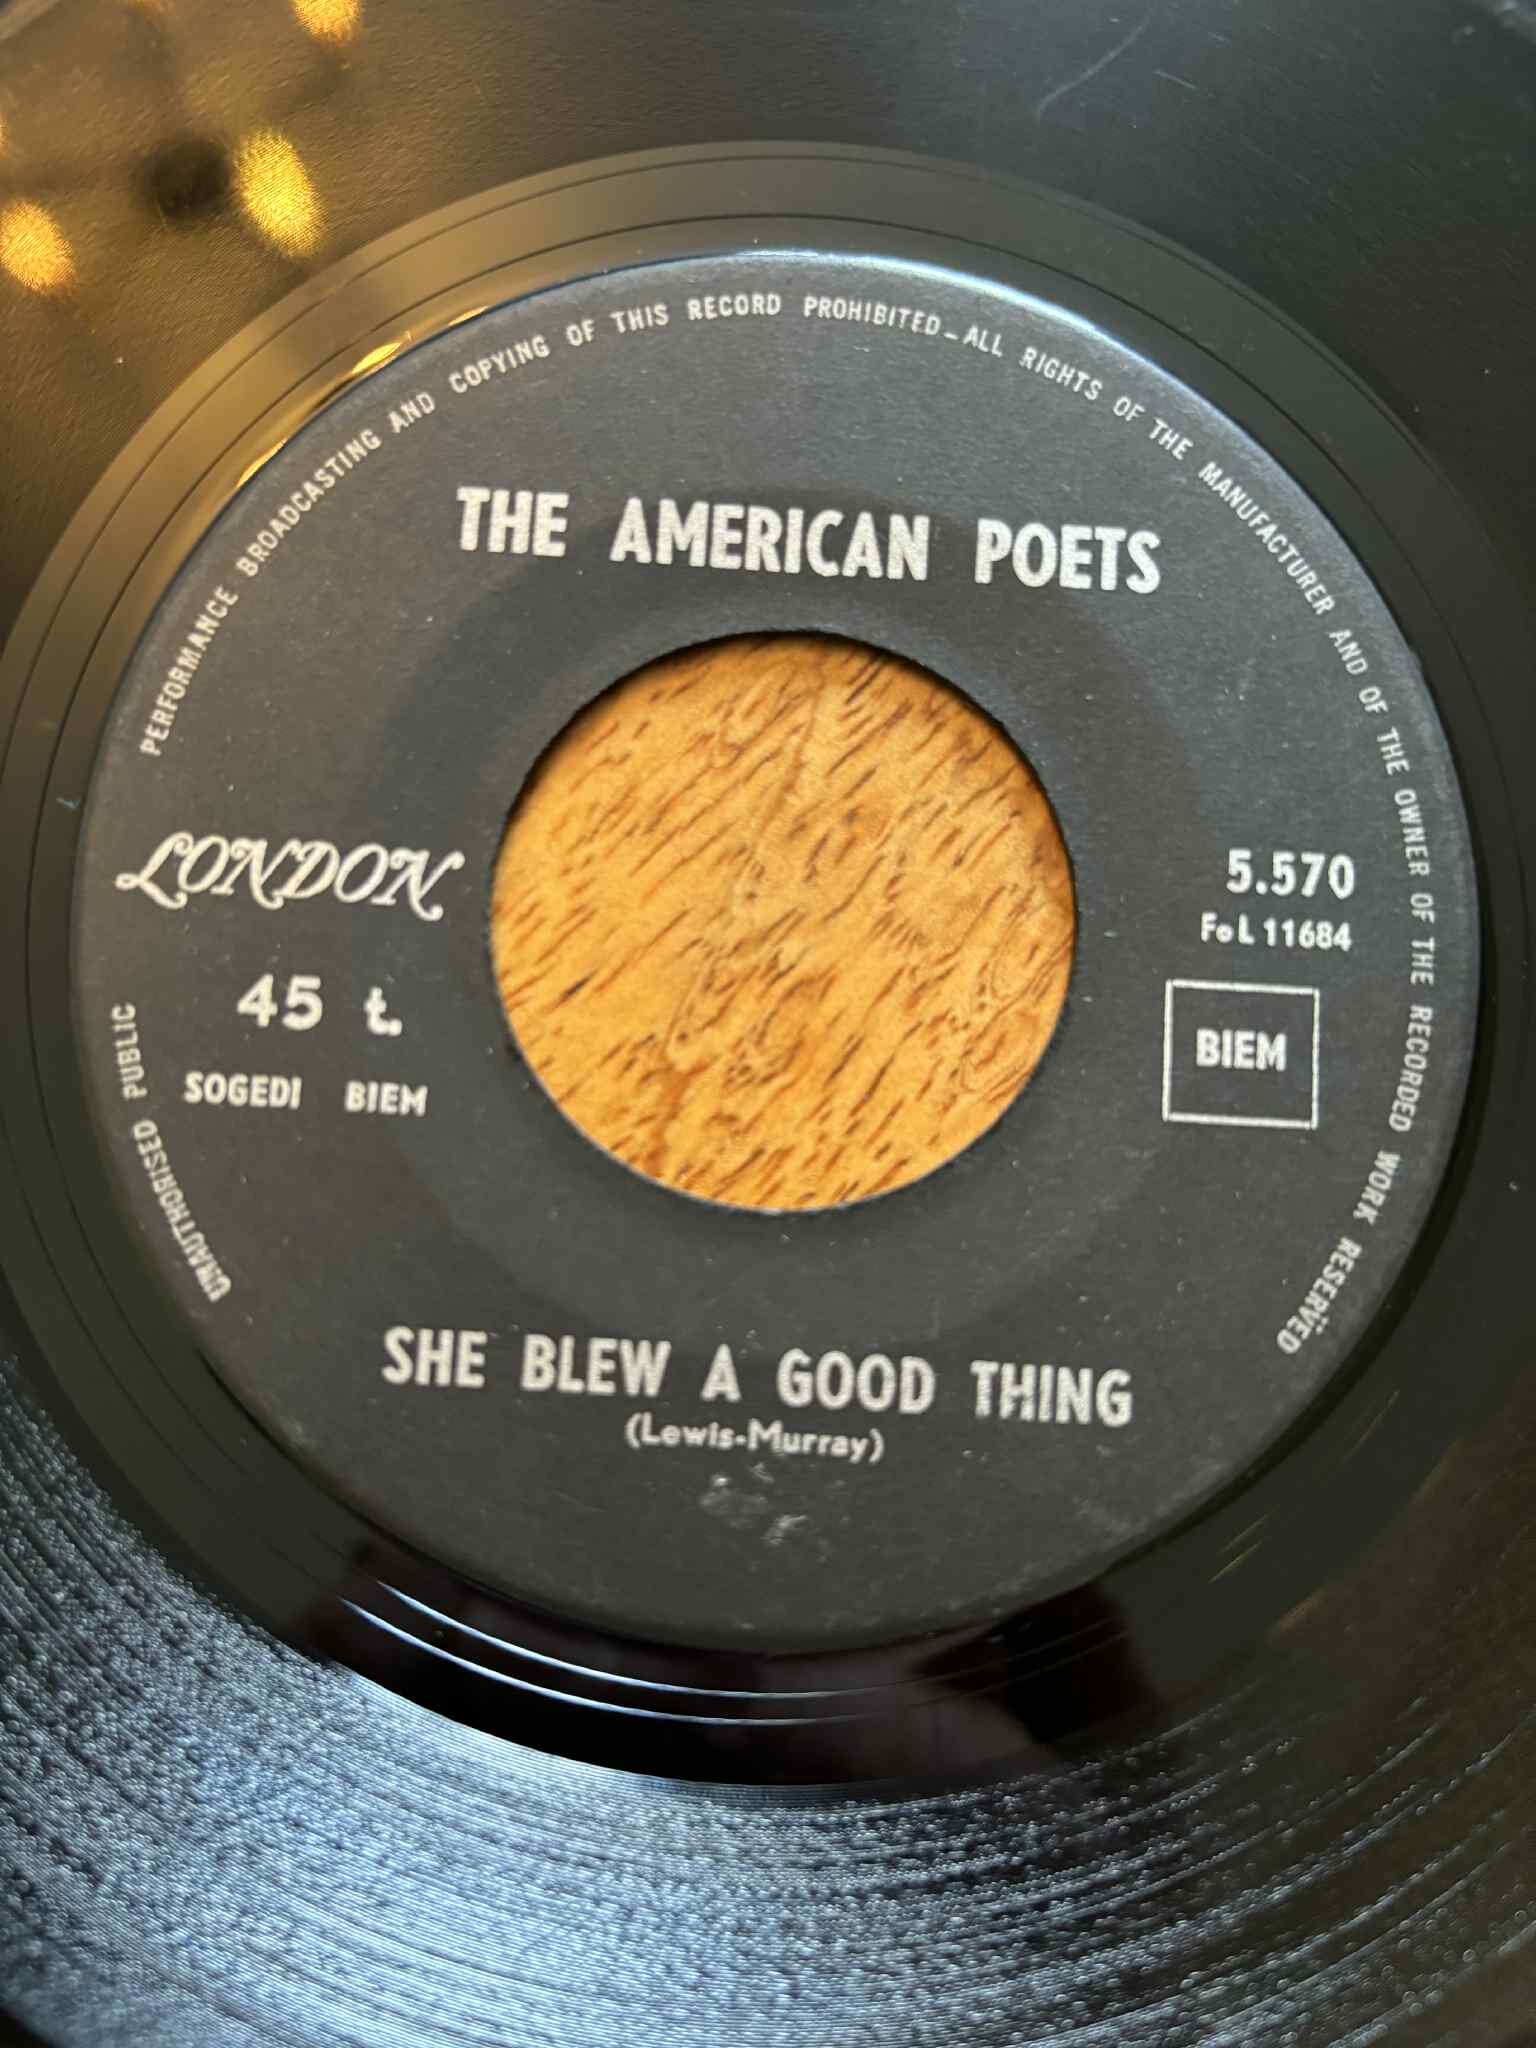 UNAUTHORISED PUBLIC PERFORMANCE BROADCASTING AND COPYING OF THIS RECORD PROHIBITED_ALL RIGHTS OF THE MANUFACTURER AND OF THE OWNER OF THE RECORDED WORK RESERVED
THE AMERICAN POETS
LONDON
45 t.
SOGEDI BIEM
5.570
FoL 11684
BIEM
SHE BLEW A GOOD THING
(Lewis-Murray)